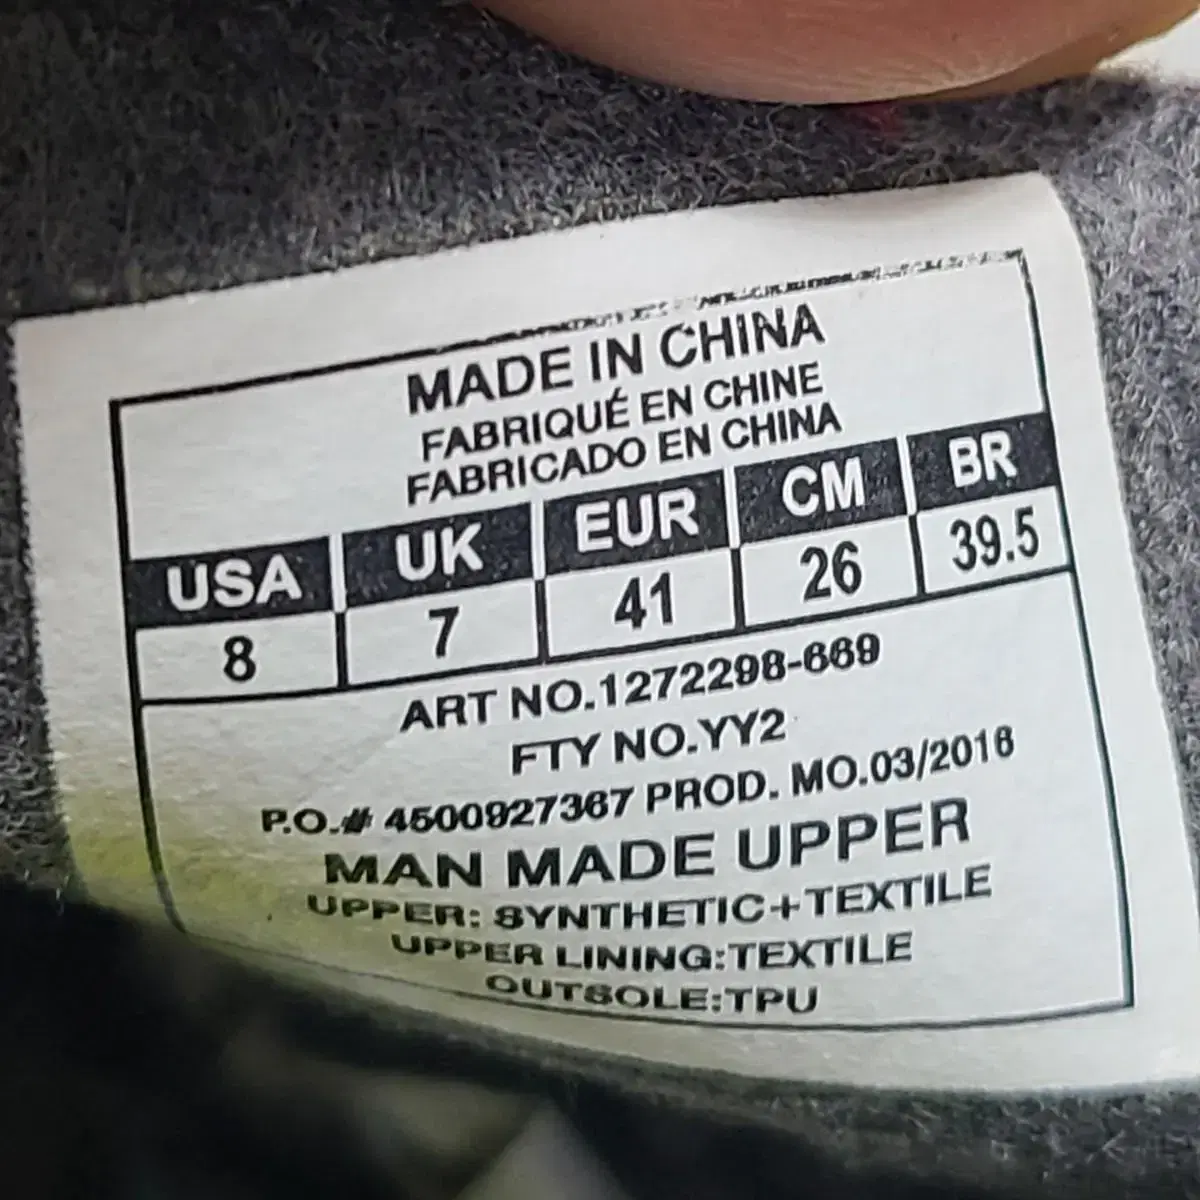 MADE IN CHINA
FABRIQUÉ EN CHINE
FABRICADO EN CHINA
USA UK EUR CM BR
8 7 41 26 39.5
ART NO.1272298-669
FTY NO.YY2
P.O.# 4500927367 PROD. MO.03/2016
MAN MADE UPPER
UPPER: SYNTHETIC+TEXTILE
UPPER LINING:TEXTILE
OUTSOLE:TPU